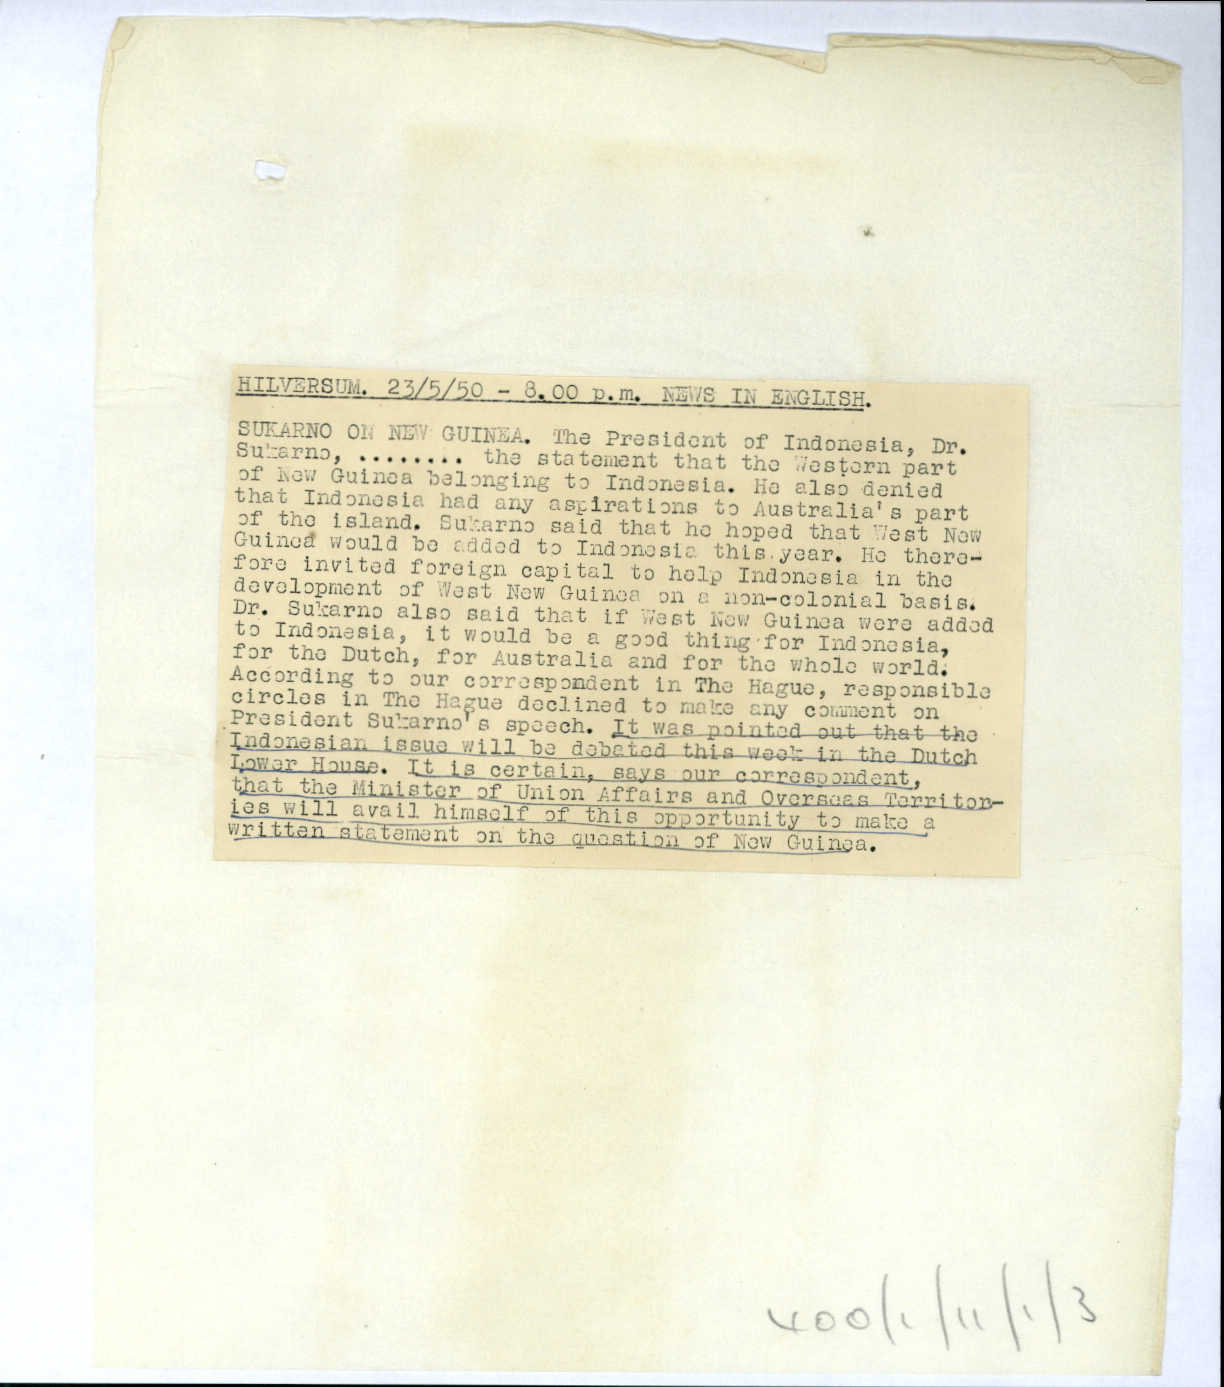 HILVERSUM. 23/5/50 - 8.00 p.m. NEWS IN ENGLISH.
SUKARNO ON NEW GUINEA. The President of Indonesia, Dr.
Sukarno, ........ the statement that the Western part
of New Guinea belonging to Indonesia. He also denied
that Indonesia had any aspirations to Australia's part
of the island. Sukarno said that he hoped that West New
Guinea would be added to Indonesia this year. He there-
fore invited foreign capital to help Indonesia in the
development of West New Guinea on a non-colonial basis.
Dr. Sukarno also said that if West New Guinea were added
to Indonesia, it would be a good thing for Indonesia,
for the Dutch, for Australia and for the whole world.
According to our correspondent in The Hague, responsible
circles in The Hague declined to make any comment on
President Sukarno's speech. It was pointed out that the
Indonesian issue will be debated this week in the Dutch
Lower House. It is certain, says our correspondent,
that the Minister of Union Affairs and Overseas Territor-
ies will avail himself of this opportunity to make a
written statement on the question of New Guinea.
400/1/11/1/3